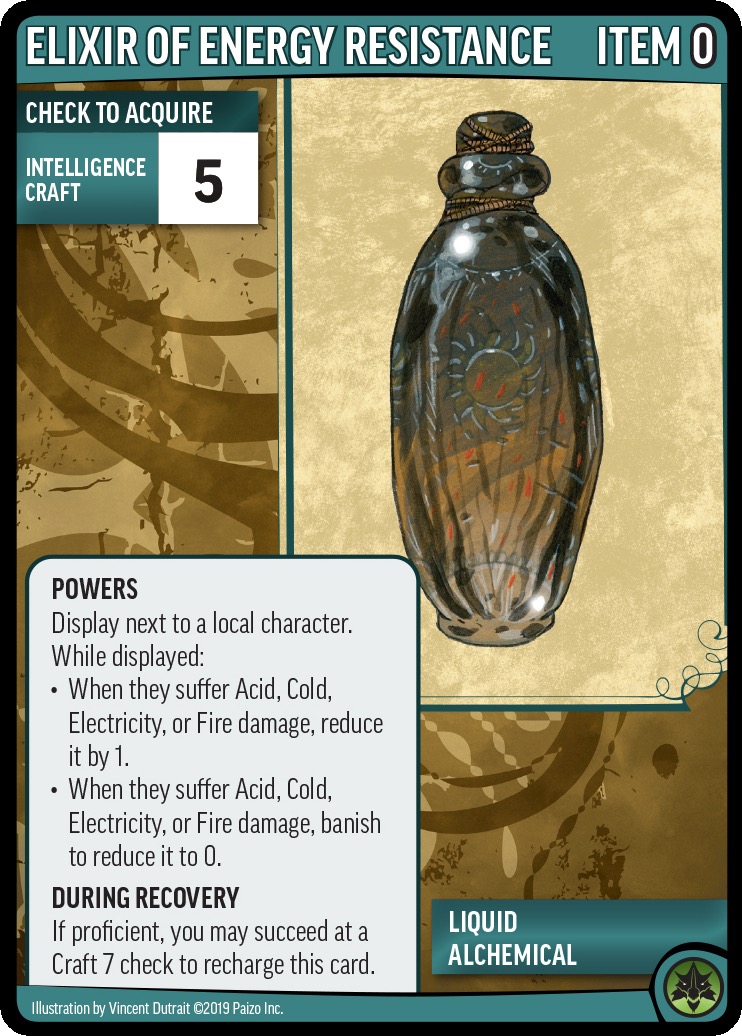 ELIXIR OF ENERGY RESISTANCE ITEM 0
CHECK TO ACQUIRE
INTELLIGENCE
CRAFT
5
POWERS
Display next to a local character.
While displayed:
• When they suffer Acid, Cold,
Electricity, or Fire damage, reduce
it by 1.
• When they suffer Acid, Cold,
Electricity, or Fire damage, banish
to reduce it to 0.
DURING RECOVERY
If proficient, you may succeed at a
Craft 7 check to recharge this card.
LIQUID
ALCHEMICAL
Illustration by Vincent Dutrait ©2019 Paizo Inc.